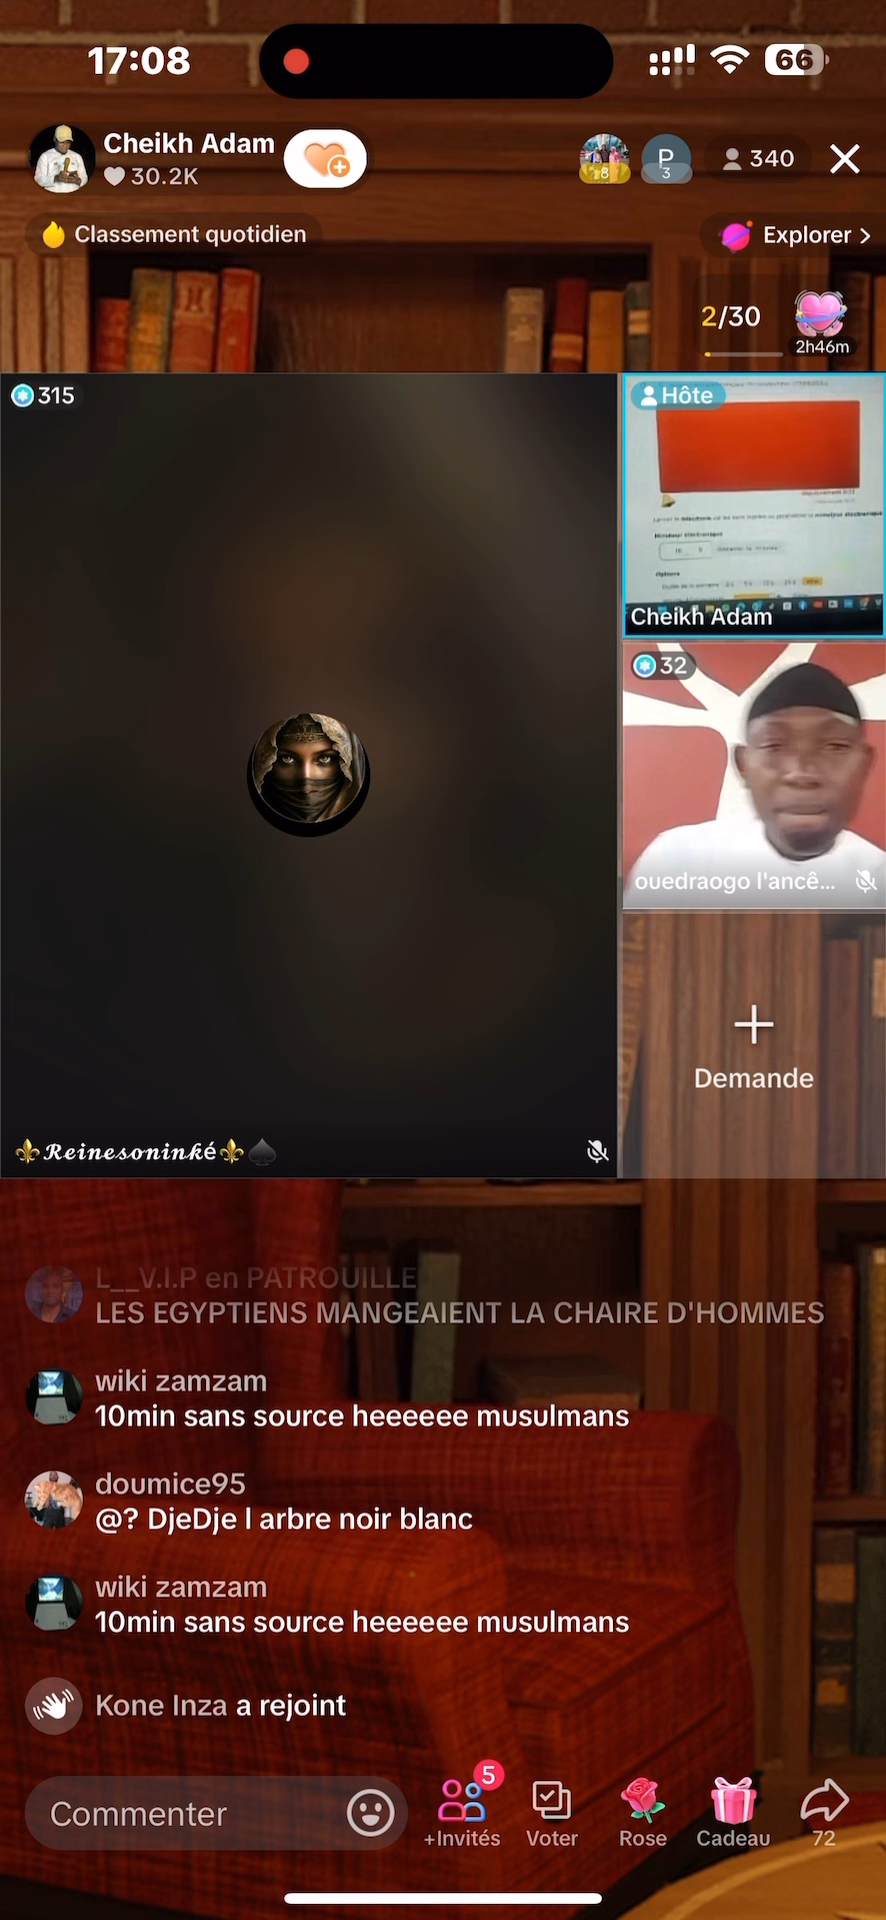 17:08
66
Cheikh Adam
30.2K
8
P
3
340
Classement quotidien
Explorer >
2/30
2h46m
315
Hôte
Cheikh Adam
32
ouedraogo l'ancê...
Demande
⚜️𝓡𝓮𝓲𝓷𝓮𝓼𝓸𝓷𝓲𝓷𝓴é⚜️♠️
L__V.I.P en PATROUILLE
LES EGYPTIENS MANGEAIENT LA CHAIRE D'HOMMES
wiki zamzam
10min sans source heeeeee musulmans
doumice95
@? DjeDje l arbre noir blanc
wiki zamzam
10min sans source heeeeee musulmans
Kone Inza a rejoint
Commenter
5
+Invités
Voter
Rose
Cadeau
72